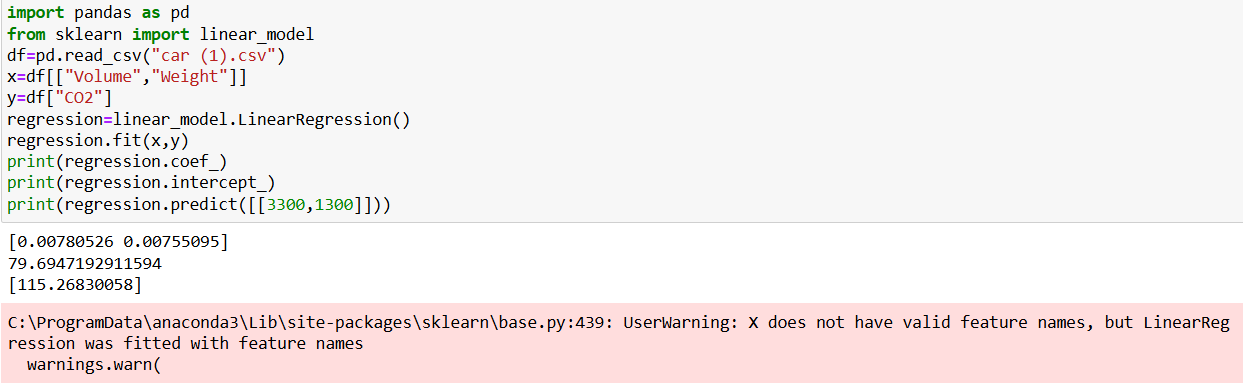 import pandas as pd
from sklearn import linear_model
df=pd.read_csv("car (1).csv")
x=df[["Volume","Weight"]]
y=df["CO2"]
regression=linear_model.LinearRegression()
regression.fit(x,y)
print(regression.coef_)
print(regression.intercept_)
print(regression.predict([[3300,1300]]))
[0.00780526 0.00755095]
79.6947192911594
[115.26830058]
C:\ProgramData\anaconda3\Lib\site-packages\sklearn\base.py:439: UserWarning: X does not have valid feature names, but LinearReg
ression was fitted with feature names
  warnings.warn(